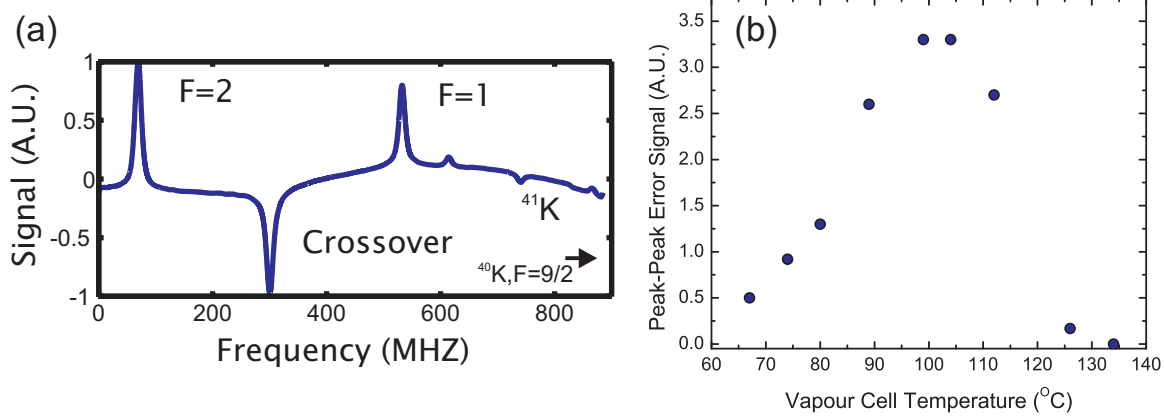 (a)
1
0.5
0
-0.5
-1
Signal (A.U.)
F=2
F=1
Crossover
⁴¹K
⁴⁰K,F=9/2
0 200 400 600 800
Frequency (MHZ)
(b)
3.5
3.0
2.5
2.0
1.5
1.0
0.5
0.0
Peak-Peak Error Signal (A.U.)
60 70 80 90 100 110 120 130 140
Vapour Cell Temperature (ᴼC)